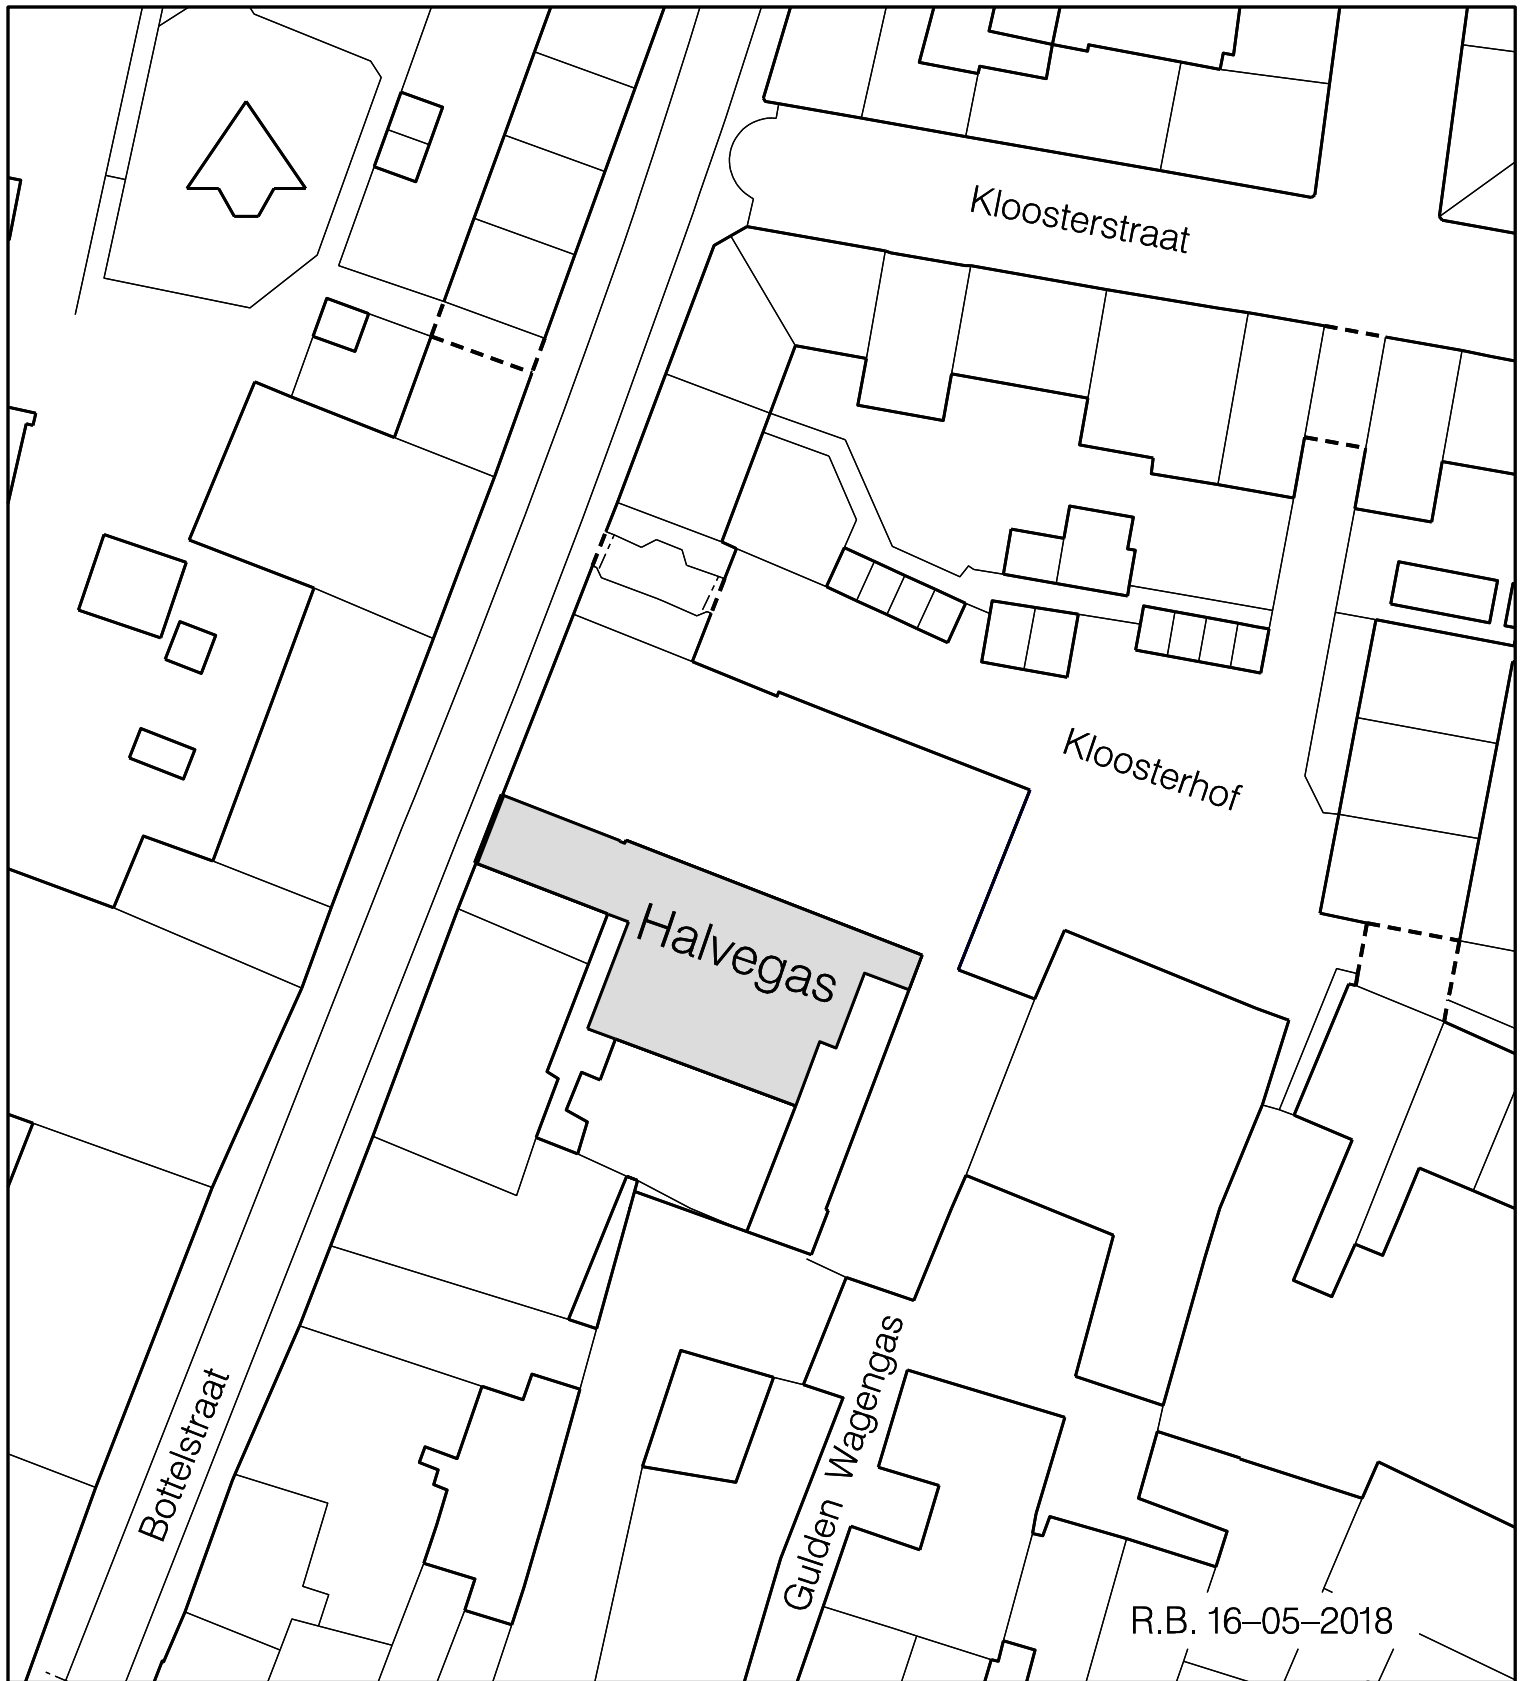 Kloosterstraat
Kloosterhof
Halvegas
Bottelstraat
Gulden Wagengas
R.B. 16–05–2018